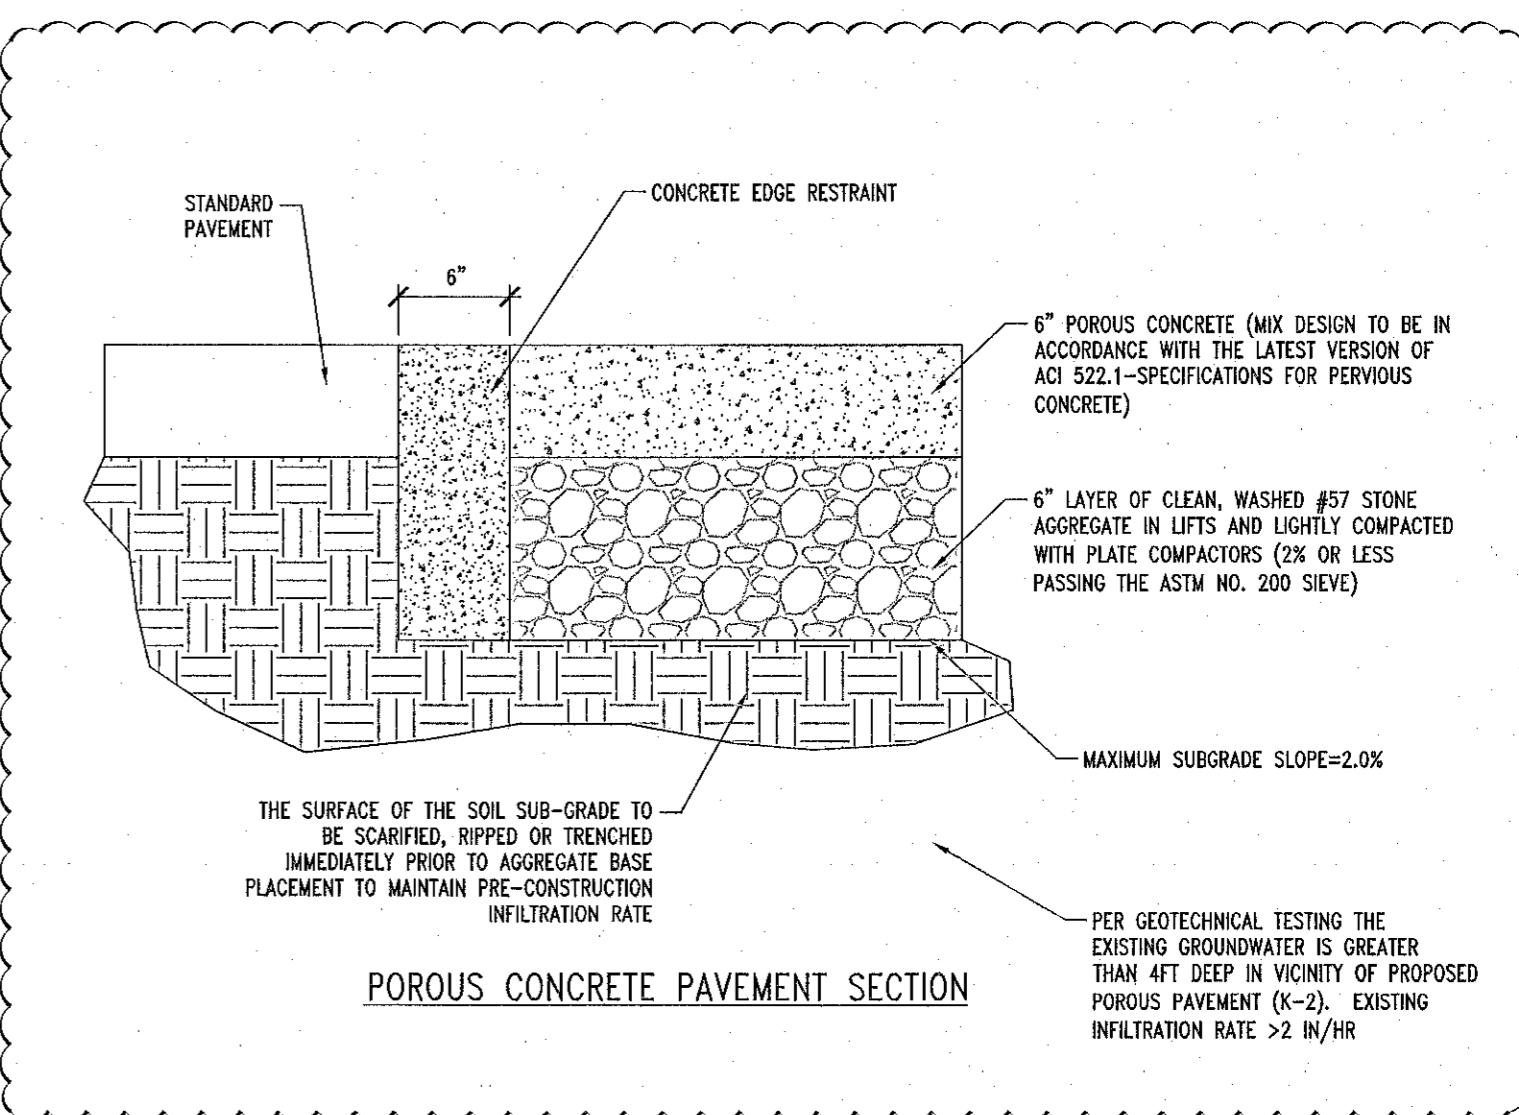 STANDARD
PAVEMENT
CONCRETE EDGE RESTRAINT
6"
6" POROUS CONCRETE (MIX DESIGN TO BE IN
ACCORDANCE WITH THE LATEST VERSION OF
ACI 522.1-SPECIFICATIONS FOR PERVIOUS
CONCRETE)
6" LAYER OF CLEAN, WASHED #57 STONE
AGGREGATE IN LIFTS AND LIGHTLY COMPACTED
WITH PLATE COMPACTORS (2% OR LESS
PASSING THE ASTM NO. 200 SIEVE)
MAXIMUM SUBGRADE SLOPE=2.0%
THE SURFACE OF THE SOIL SUB-GRADE TO
BE SCARIFIED, RIPPED OR TRENCHED
IMMEDIATELY PRIOR TO AGGREGATE BASE
PLACEMENT TO MAINTAIN PRE-CONSTRUCTION
INFILTRATION RATE
PER GEOTECHNICAL TESTING THE
EXISTING GROUNDWATER IS GREATER
THAN 4FT DEEP IN VICINITY OF PROPOSED
POROUS PAVEMENT (K-2). EXISTING
INFILTRATION RATE >2 IN/HR
POROUS CONCRETE PAVEMENT SECTION